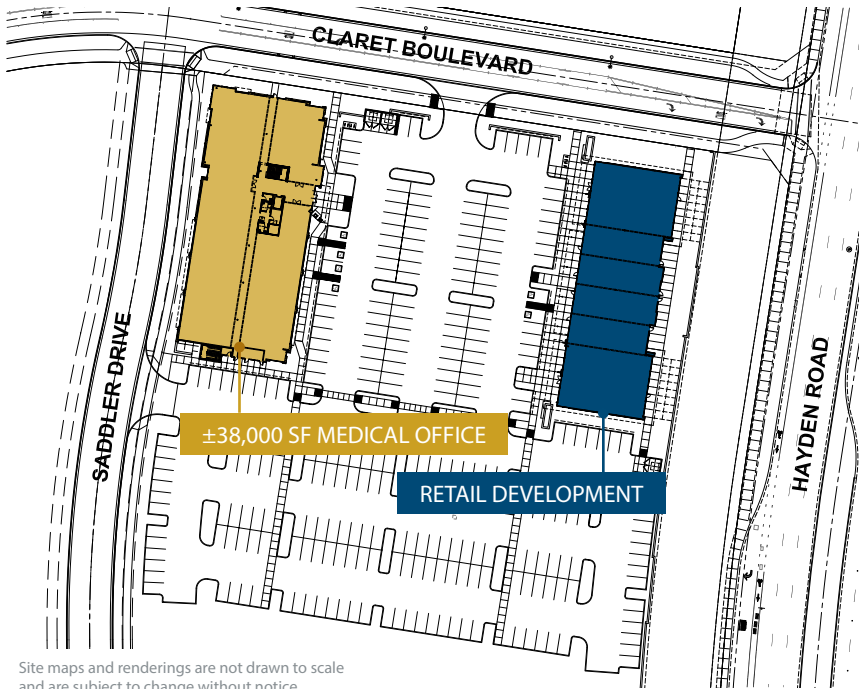 CLARET BOULEVARD
SADDLER DRIVE
HAYDEN ROAD
±38,000 SF MEDICAL OFFICE
RETAIL DEVELOPMENT
Site maps and renderings are not drawn to scale
and are subject to change without notice